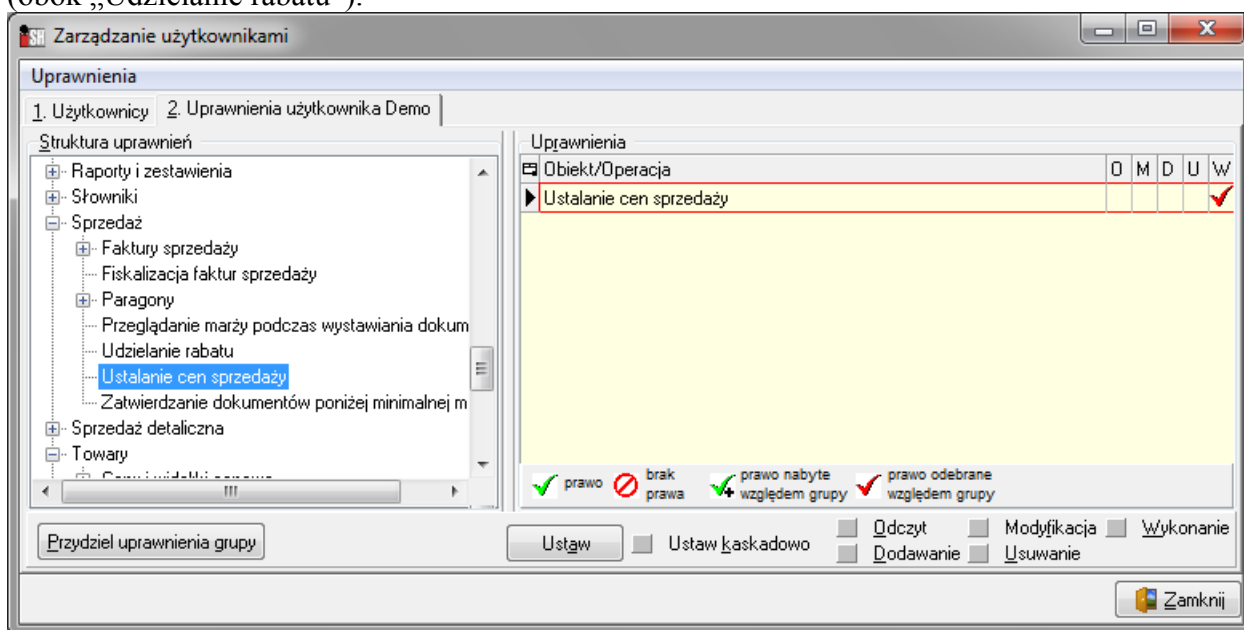 (obok „Udzielanie rabatu”).
Zarządzanie użytkownikami
Uprawnienia
1. Użytkownicy 2. Uprawnienia użytkownika Demo
Struktura uprawnień
Raporty i zestawienia
Słowniki
Sprzedaż
Faktury sprzedaży
Fiskalizacja faktur sprzedaży
Paragony
Przeglądanie marży podczas wystawiania dokum
Udzielanie rabatu
Ustalanie cen sprzedaży
Zatwierdzanie dokumentów poniżej minimalnej m
Sprzedaż detaliczna
Towary
Uprawnienia
Obiekt/Operacja O M D U W
Ustalanie cen sprzedaży
prawo brak prawa prawo nabyte względem grupy prawo odebrane względem grupy
Przydziel uprawnienia grupy
Ustaw Ustaw kaskadowo Odczyt Modyfikacja Wykonanie
Dodawanie Usuwanie
Zamknij